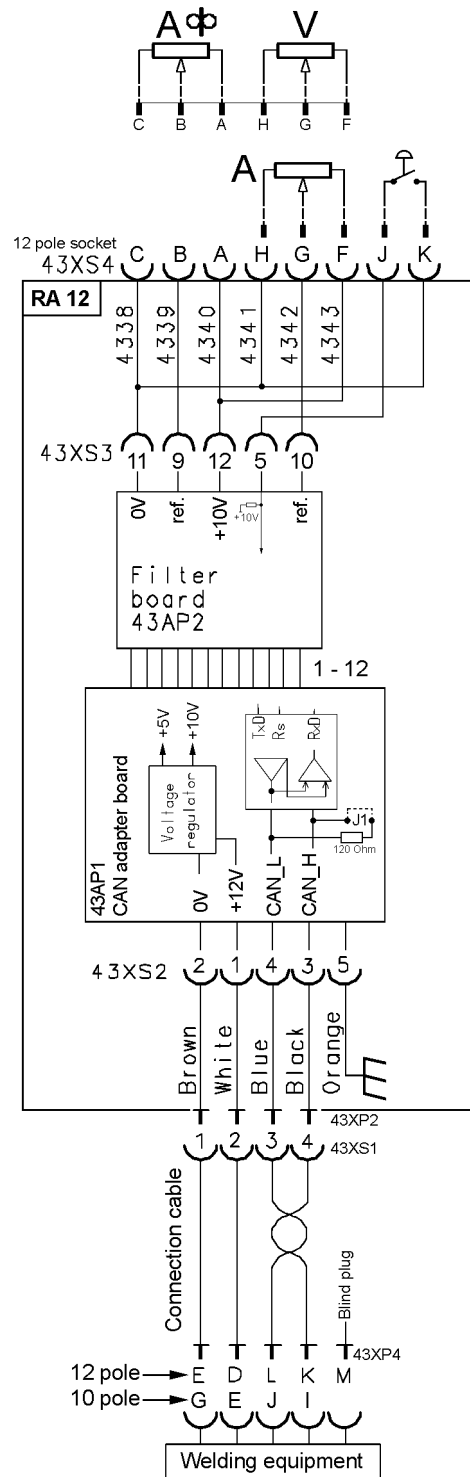 A V
C B A H G F
A
12 pole socket
43XS4
C B A H G F J K
RA 12
4338 4339 4340 4341 4342 4343
43XS3
11 9 12 5 10
0V ref. +10V +10V ref.
Filter
board
43AP2
1 - 12
+5V +10V
TxD Rs RxD
Voltage
regulator
J1
120 Ohm
43AP1
CAN adapter board
0V +12V CAN_L CAN_H
43XS2
2 1 4 3 5
Brown White Blue Black Orange
43XP2
1 2 3 4
43XS1
Connection cable
Blind plug
43XP4
12 pole E D L K M
10 pole G E J I
Welding equipment